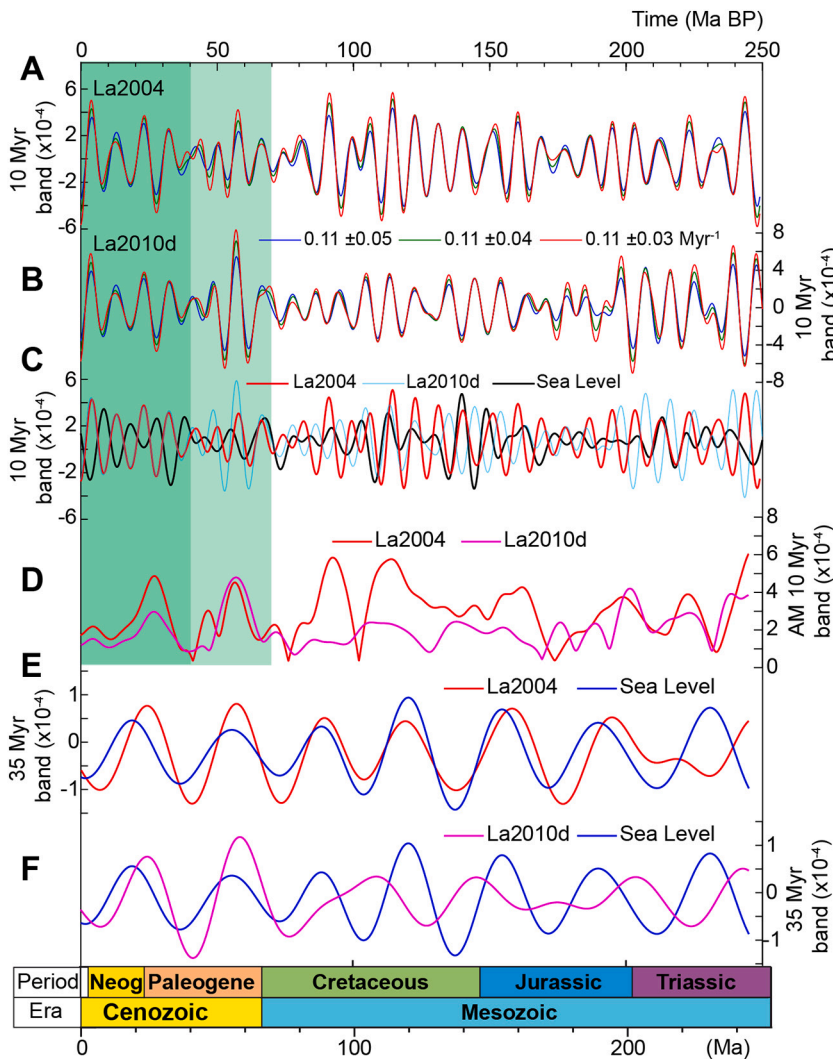 Time (Ma BP)
0 50 100 150 200 250
A
La2004
6
2
-2
-6
10 Myr
band (x10⁻⁴)
B
La2010d
0.11 ±0.05 0.11 ±0.04 0.11 ±0.03 Myr⁻¹
8
4
0
-4
-8
10 Myr
band (x10⁻⁴)
C
La2004 La2010d Sea Level
6
2
-2
-6
10 Myr
band (x10⁻⁴)
D
La2004 La2010d
8
6
4
2
0
AM 10 Myr
band (x10⁻⁴)
E
La2004 Sea Level
1
0
-1
35 Myr
band (x10⁻⁴)
F
La2010d Sea Level
1
0
-1
35 Myr
band (x10⁻⁴)
Period Neog Paleogene Cretaceous Jurassic Triassic
Era Cenozoic Mesozoic
0 100 200 (Ma)